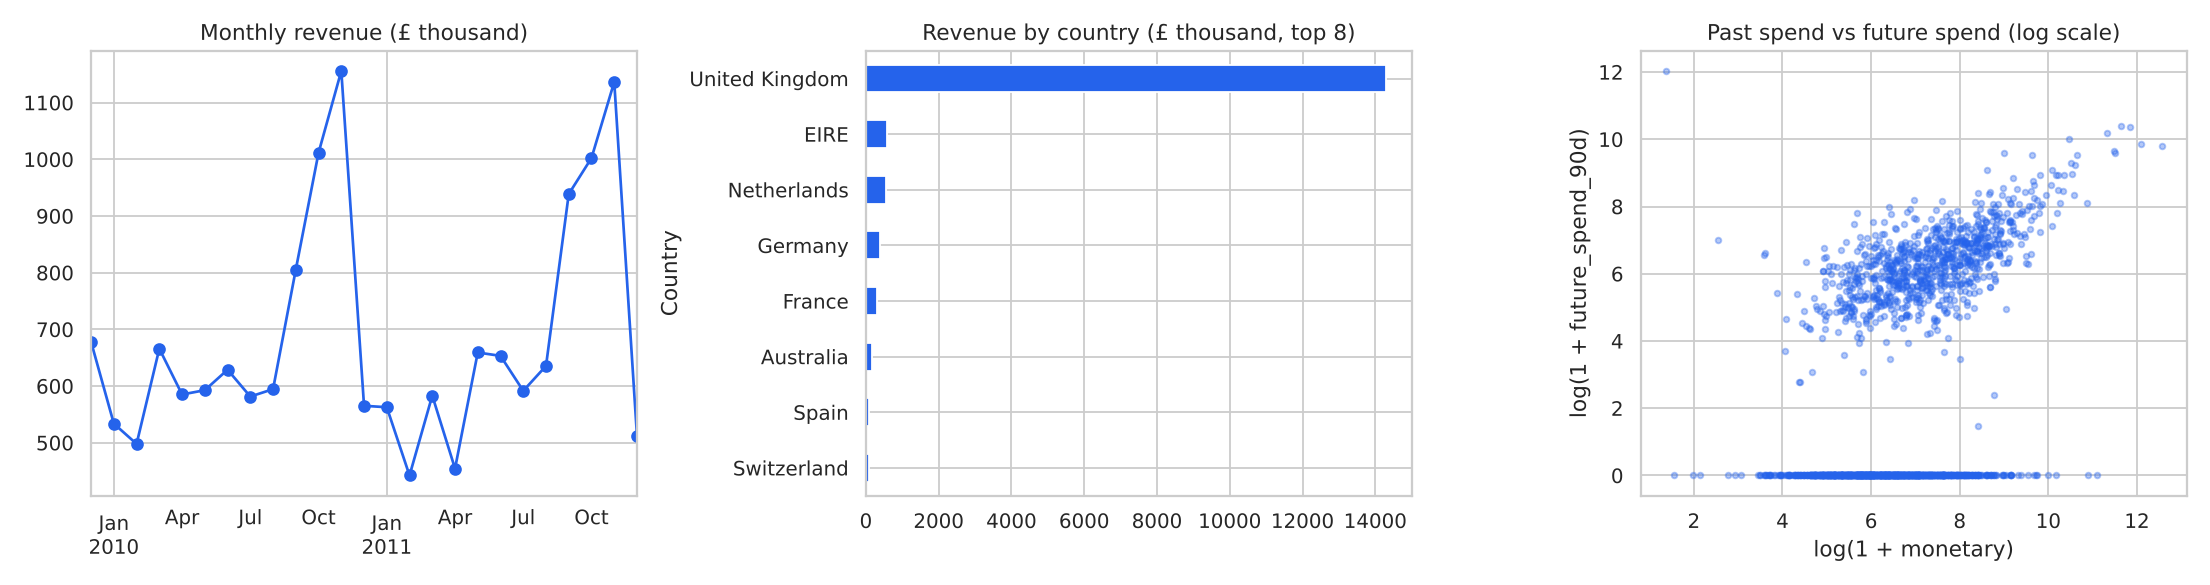 Monthly revenue (£ thousand)
1100
1000
900
800
700
600
500
Jan Apr Jul Oct Jan Apr Jul Oct
2010 2011
Revenue by country (£ thousand, top 8)
Country
United Kingdom
EIRE
Netherlands
Germany
France
Australia
Spain
Switzerland
0 2000 4000 6000 8000 10000 12000 14000
Past spend vs future spend (log scale)
log(1 + future_spend_90d)
12
10
8
6
4
2
0
2 4 6 8 10 12
log(1 + monetary)